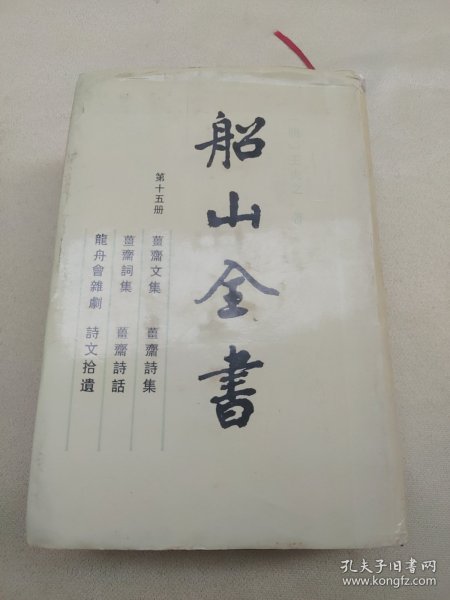 船山全書
第十五册
薑齋文集 薑齋詩集
薑齋詞集 薑齋詩話
龍舟會雜劇 詩文拾遺
孔夫子旧书网
www.kongfz.com